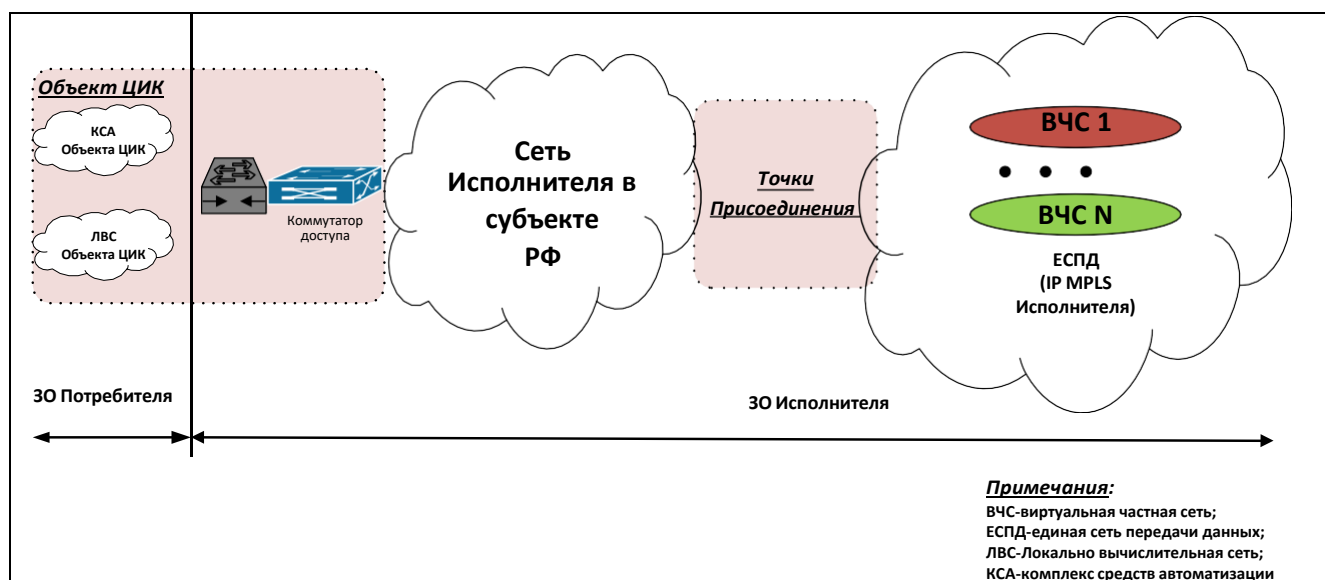 Объект ЦИК
КСА
Объекта ЦИК
ЛВС
Объекта ЦИК
Коммутатор
доступа
Сеть
Исполнителя в
субъекте
РФ
Точки
Присоединения
ВЧС 1
• • •
ВЧС N
ЕСПД
(IP MPLS
Исполнителя)
ЗО Потребителя
ЗО Исполнителя
Примечания:
ВЧС-виртуальная частная сеть;
ЕСПД-единая сеть передачи данных;
ЛВС-Локально вычислительная сеть;
КСА-комплекс средств автоматизации